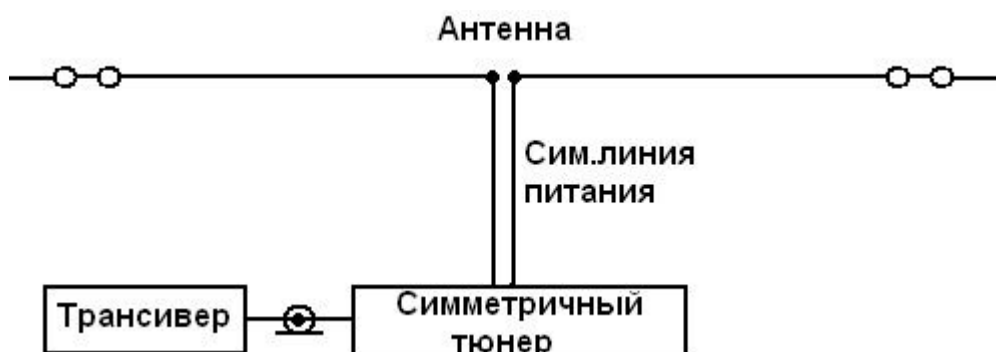 Антенна
Сим.линия
питания
Трансивер
Симметричный
тюнер